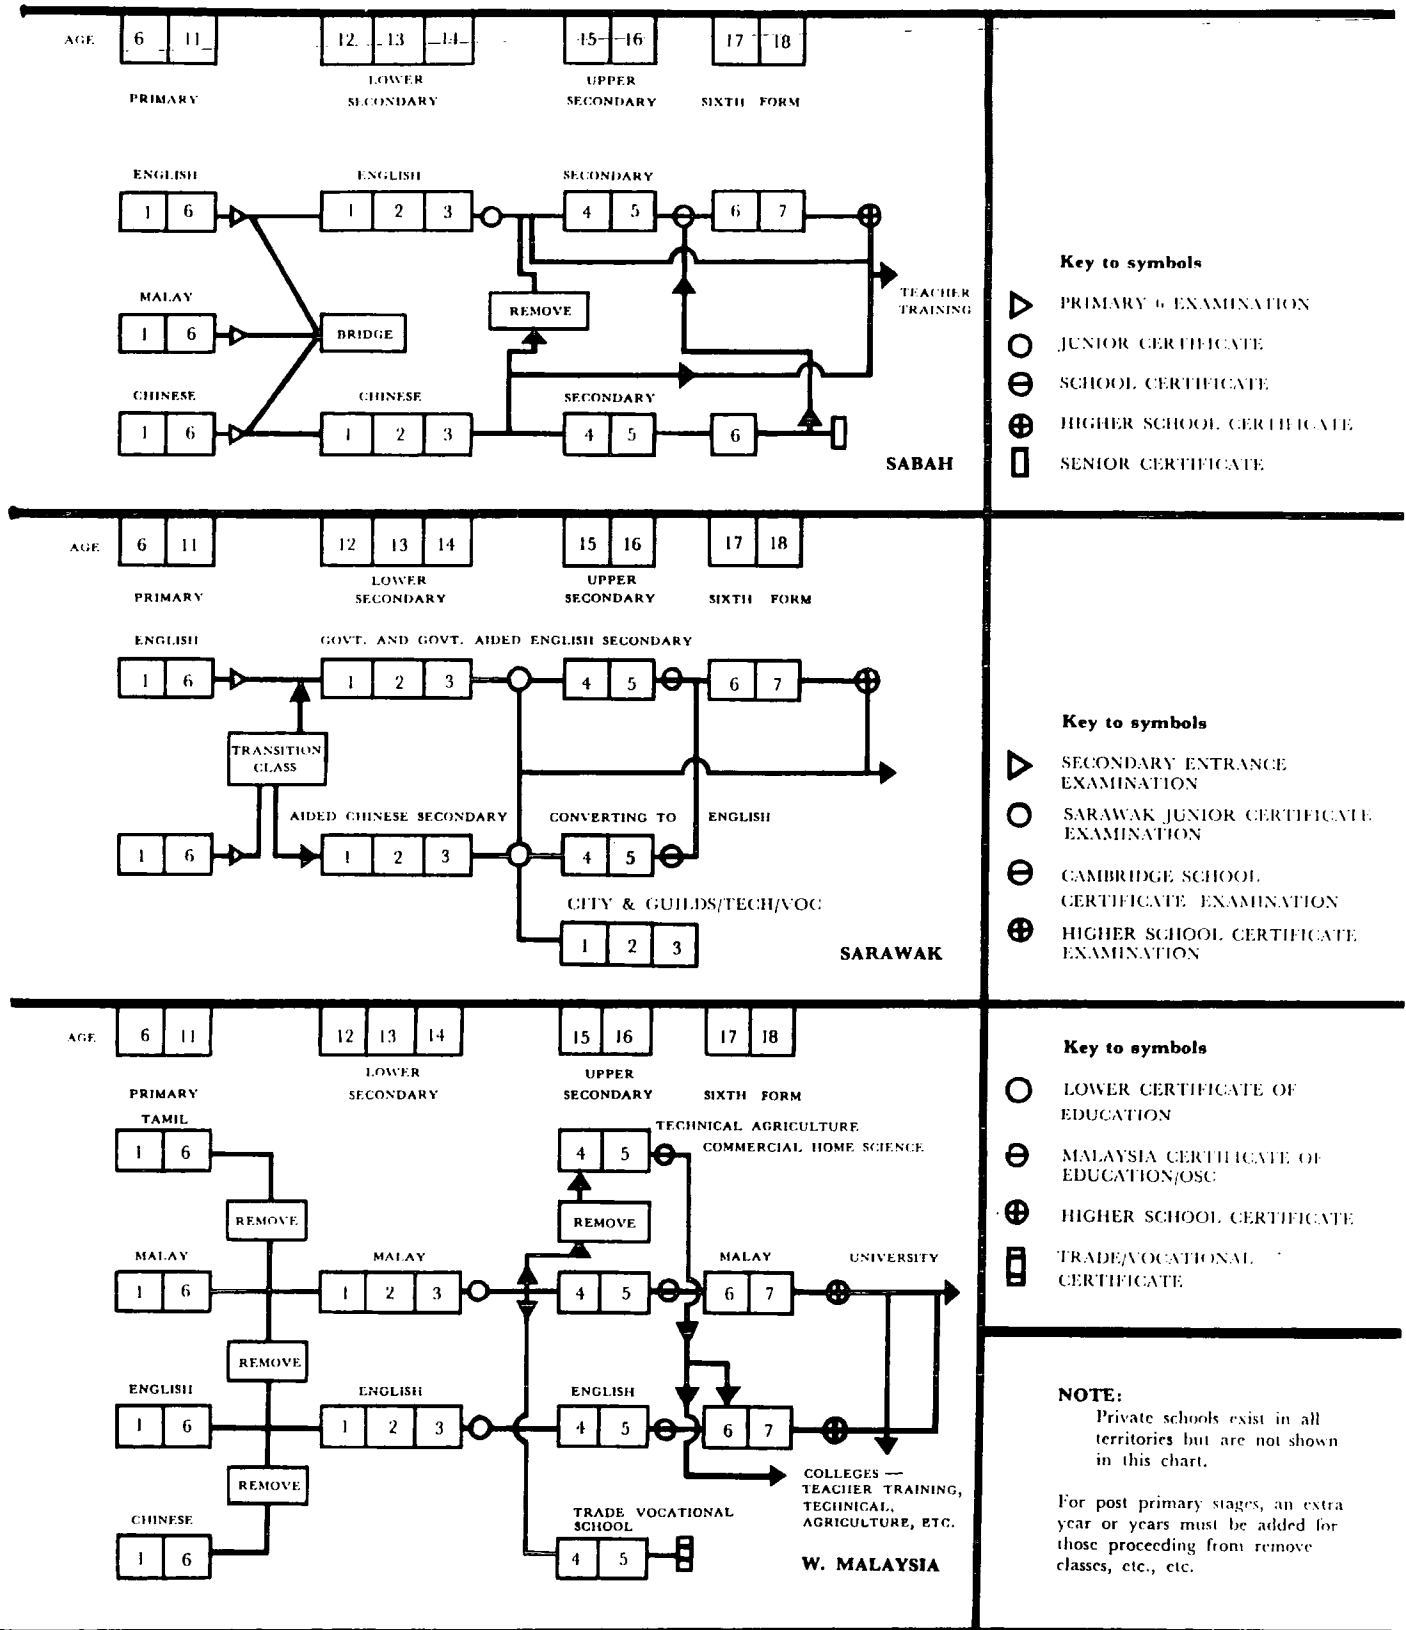 AGE 6 11 12 13 14 15 16 17 18
LOWER UPPER
PRIMARY SECONDARY SECONDARY SIXTH FORM
ENGLISH ENGLISH SECONDARY
1 6 1 2 3 4 5 6 7
MALAY REMOVE TEACHER
TRAINING
1 6 BRIDGE
CHINESE CHINESE SECONDARY
1 6 1 2 3 4 5 6
SABAH
Key to symbols
PRIMARY 6 EXAMINATION
JUNIOR CERTIFICATE
SCHOOL CERTIFICATE
HIGHER SCHOOL CERTIFICATE
SENIOR CERTIFICATE
AGE 6 11 12 13 14 15 16 17 18
LOWER UPPER
PRIMARY SECONDARY SECONDARY SIXTH FORM
ENGLISH GOVT. AND GOVT. AIDED ENGLISH SECONDARY
1 6 1 2 3 4 5 6 7
TRANSITION
CLASS
AIDED CHINESE SECONDARY CONVERTING TO ENGLISH
1 6 1 2 3 4 5
CITY & GUILDS/TECH/VOC
1 2 3
SARAWAK
Key to symbols
SECONDARY ENTRANCE
EXAMINATION
SARAWAK JUNIOR CERTIFICATE
EXAMINATION
CAMBRIDGE SCHOOL
CERTIFICATE EXAMINATION
HIGHER SCHOOL CERTIFICATE
EXAMINATION
AGE 6 11 12 13 14 15 16 17 18
LOWER UPPER
PRIMARY SECONDARY SECONDARY SIXTH FORM
TAMIL TECHNICAL AGRICULTURE
COMMERCIAL HOME SCIENCE
1 6 4 5
REMOVE REMOVE
MALAY MALAY MALAY UNIVERSITY
1 6 1 2 3 4 5 6 7
REMOVE
ENGLISH ENGLISH ENGLISH
1 6 1 2 3 4 5 6 7
REMOVE
COLLEGES —
TEACHER TRAINING,
TECHNICAL,
AGRICULTURE, ETC.
CHINESE TRADE VOCATIONAL
SCHOOL
1 6 4 5
W. MALAYSIA
Key to symbols
LOWER CERTIFICATE OF
EDUCATION
MALAYSIA CERTIFICATE OF
EDUCATION/OSC
HIGHER SCHOOL CERTIFICATE
TRADE/VOCATIONAL
CERTIFICATE
NOTE:
Private schools exist in all
territories but are not shown
in this chart.
For post primary stages, an extra
year or years must be added for
those proceeding from remove
classes, etc., etc.